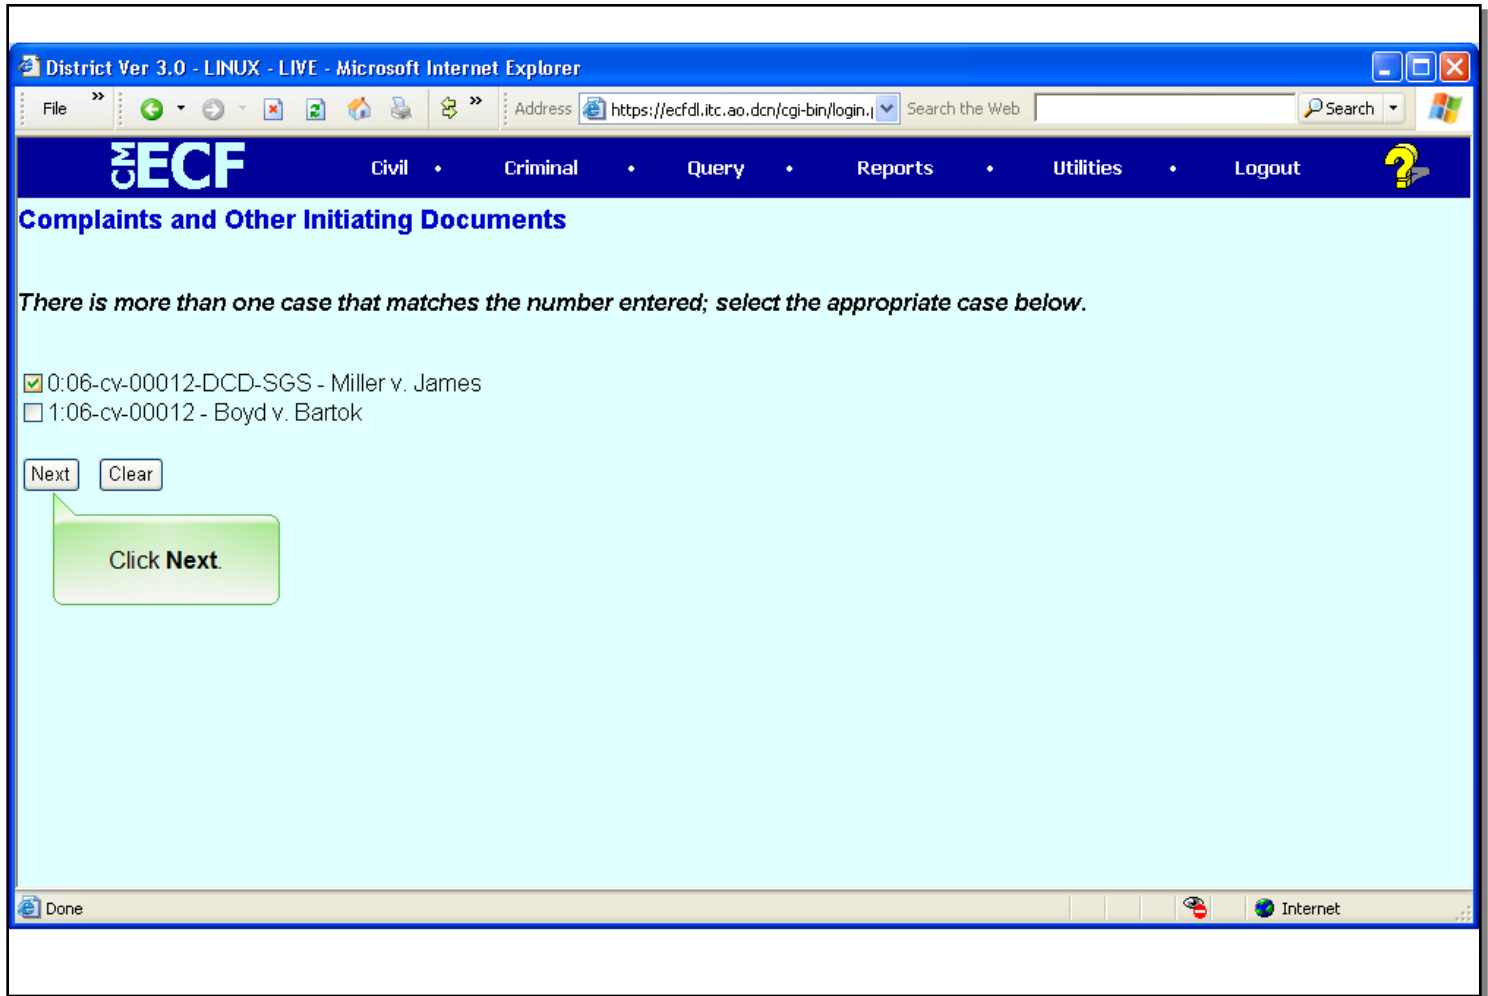 District Ver 3.0 - LINUX - LIVE - Microsoft Internet Explorer
File » » Address https://ecfdl.itc.ao.dcn/cgi-bin/login. Search the Web Search
CM ECF Civil • Criminal • Query • Reports • Utilities • Logout ?
Complaints and Other Initiating Documents
There is more than one case that matches the number entered; select the appropriate case below.
0:06-cv-00012-DCD-SGS - Miller v. James
1:06-cv-00012 - Boyd v. Bartok
Next Clear
Click Next.
Done Internet